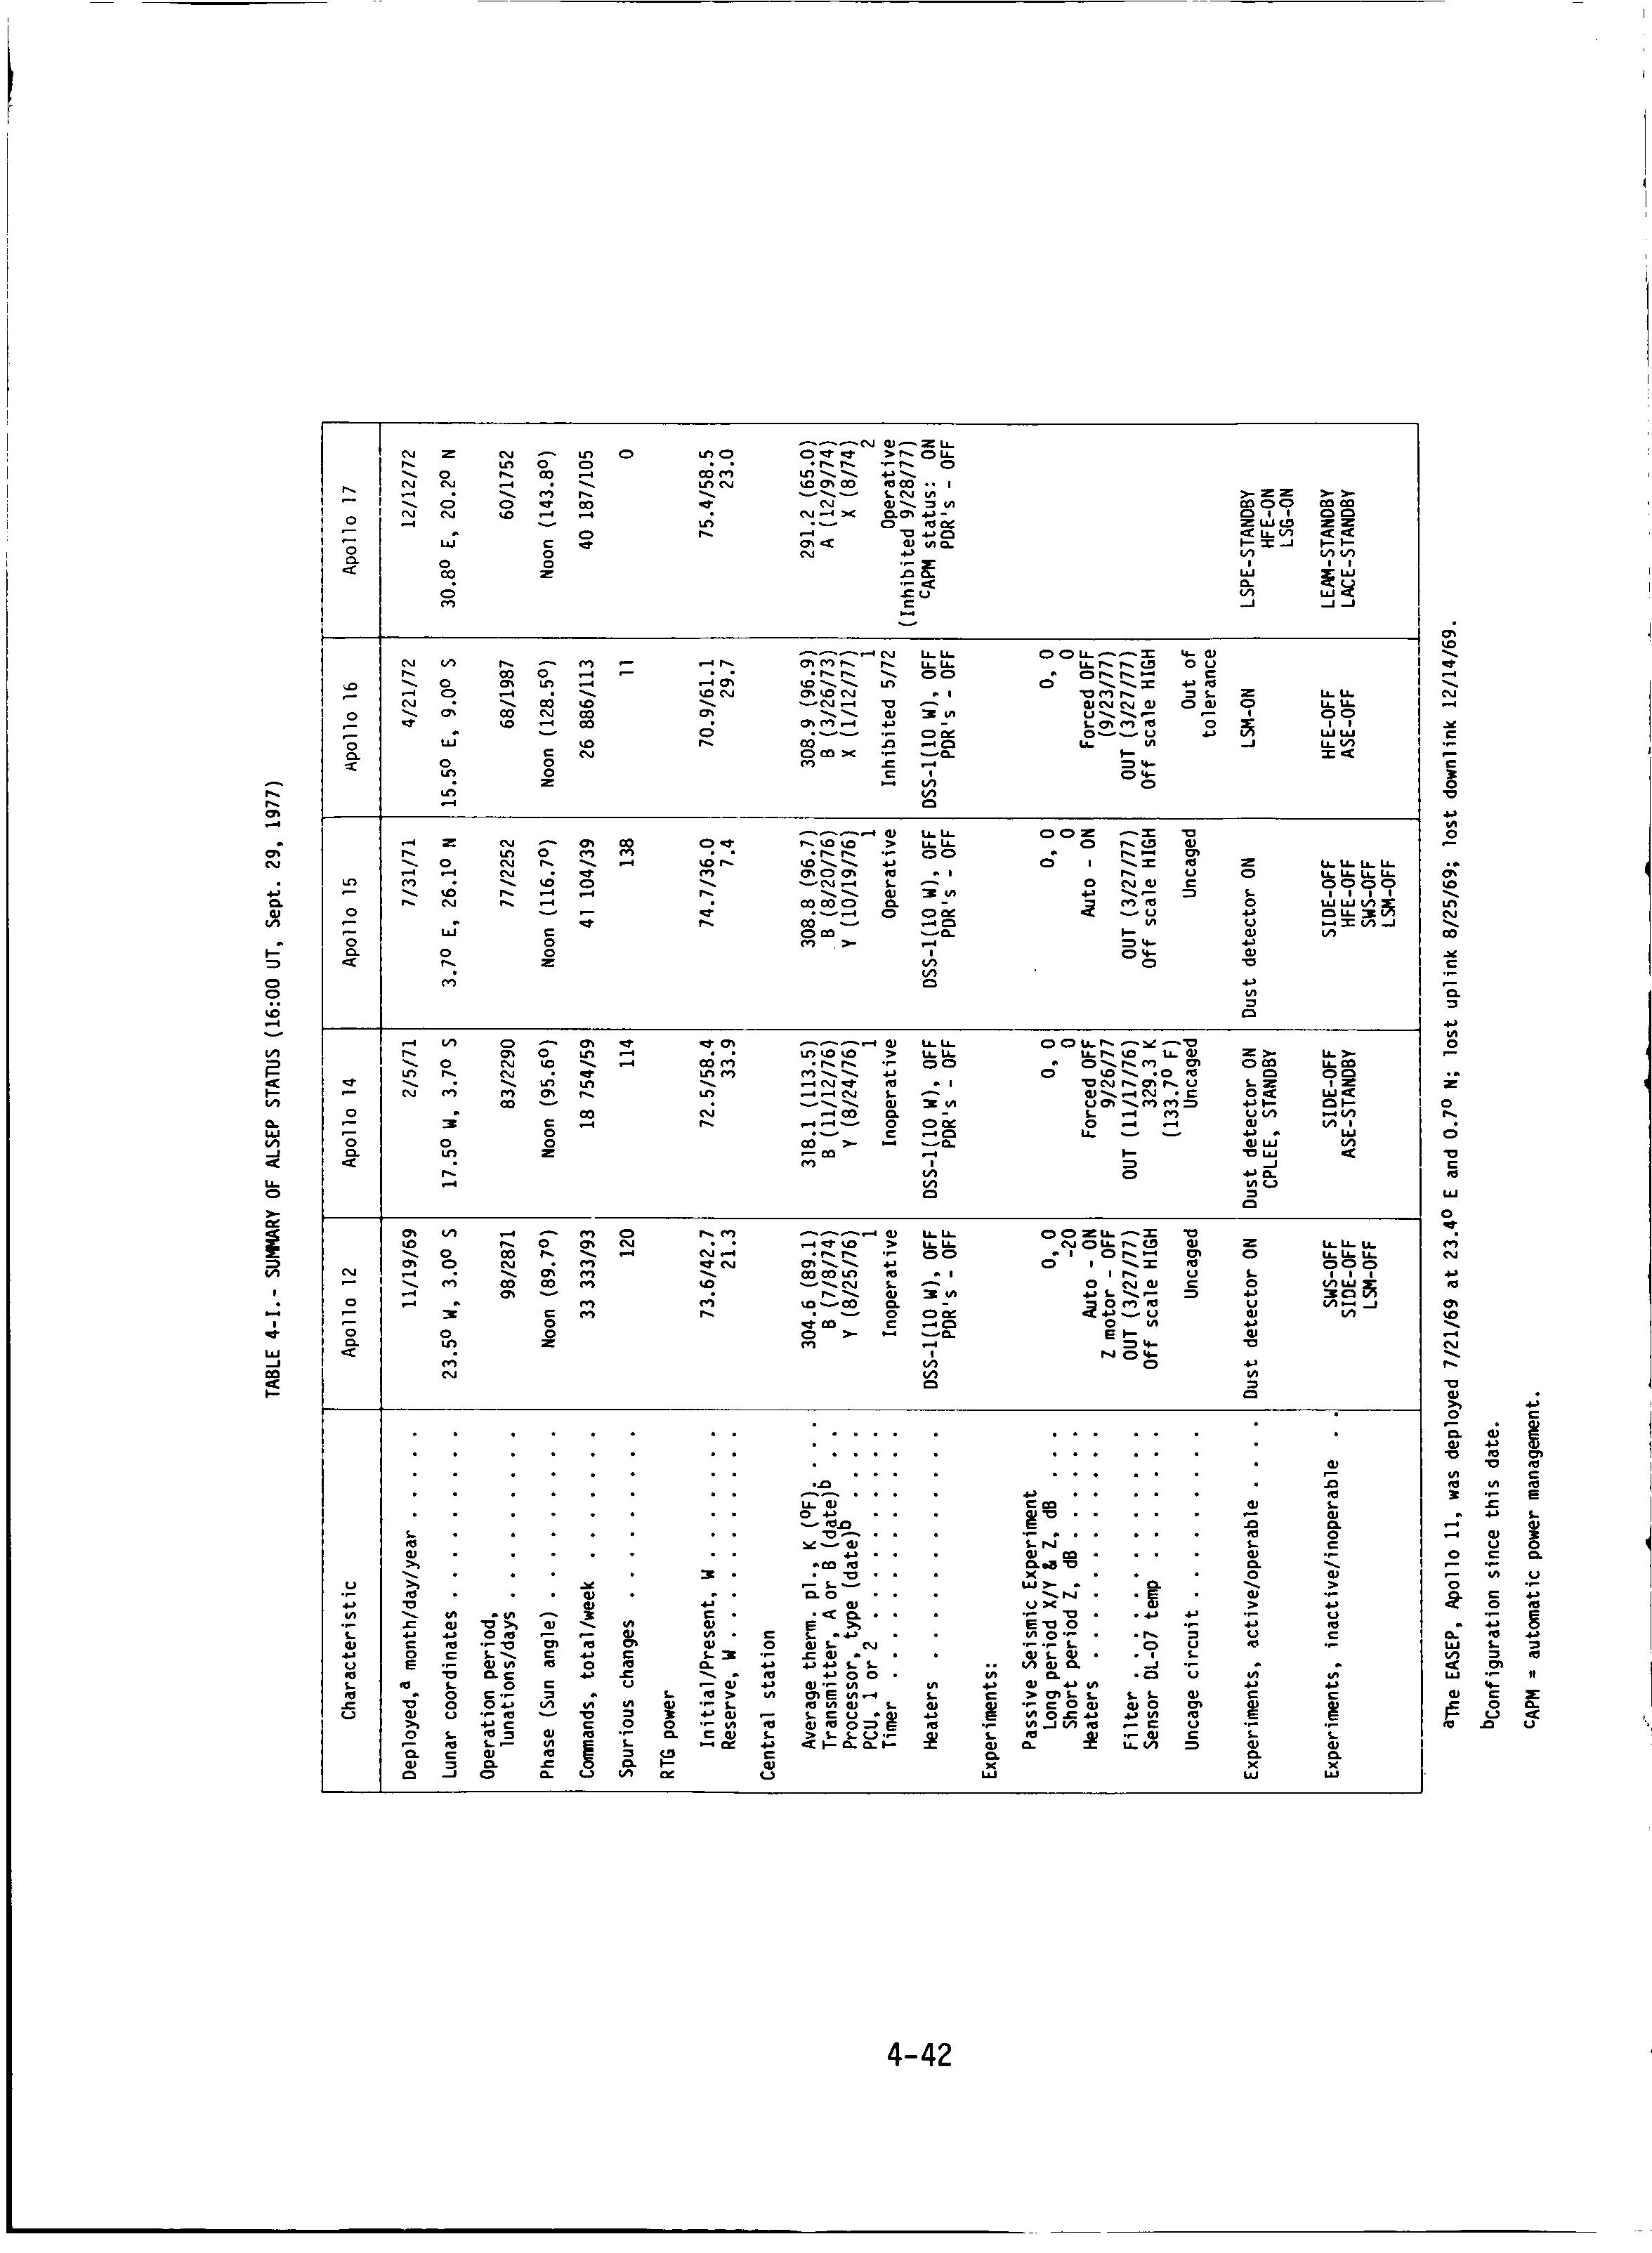 TABLE 4-I.- SUMMARY OF ALSEP STATUS (16:00 UT, Sept. 29, 1977)
Characteristic Apollo 12 Apollo 14 Apollo 15 Apollo 16 Apollo 17
Deployed,a month/day/year . . . . . 11/19/69 2/5/71 7/31/71 4/21/72 12/12/72
Lunar coordinates . . . . . . . . 23.5° W, 3.0° S 17.5° W, 3.7° S 3.7° E, 26.1° N 15.5° E, 9.0° S 30.8° E, 20.2° N
Operation period,
lunations/days . . . . . . . . . 98/2871 83/2290 77/2252 68/1987 60/1752
Phase (Sun angle) . . . . . . . . Noon (89.7°) Noon (95.6°) Noon (116.7°) Noon (128.5°) Noon (143.8°)
Commands, total/week . . . . . . . 33 333/93 18 754/59 41 104/39 26 886/113 40 187/105
Spurious changes . . . . . . . . . 120 114 138 11 0
RTG power
Initial/Present, W . . . . . . . 73.6/42.7 72.5/58.4 74.7/36.0 70.9/61.1 75.4/58.5
Reserve, W . . . . . . . . . . . 21.3 33.9 7.4 29.7 23.0
Central station
Average therm. pl., K (°F). . . . 304.6 (89.1) 318.1 (113.5) 308.8 (96.7) 308.9 (96.9) 291.2 (65.0)
Transmitter, A or B (date)b . . B (7/8/74) B (11/12/76) B (8/20/76) B (3/26/73) A (12/9/74)
Processor, type (date)b . . . . Y (8/25/76) Y (8/24/76) Y (10/19/76) X (1/12/77) X (8/74)
PCU, 1 or 2 . . . . . . . . . . 1 1 1 1 2
Timer . . . . . . . . . . . . . Inoperative Inoperative Operative Inhibited 5/72 Operative
(Inhibited 9/28/77)
Heaters . . . . . . . . . . . DSS-1(10 W), OFF DSS-1(10 W), OFF DSS-1(10 W), OFF DSS-1(10 W), OFF cAPM status: ON
PDR's - OFF PDR's - OFF PDR's - OFF PDR's - OFF PDR's - OFF
Experiments:
Passive Seismic Experiment
Long period X/Y & Z, dB . . . 0, 0 0, 0 0, 0 0, 0
Short period Z, dB . . . . . -20 0 0 0
Heaters . . . . . . . . . . . Auto - ON Forced OFF Auto - ON Forced OFF
Z motor - OFF 9/26/77 (9/23/77)
Filter . . . . . . . . . . . OUT (3/27/77) OUT (11/17/76) OUT (3/27/77) OUT (3/27/77)
Sensor DL-07 temp . . . . . . Off scale HIGH 329.3 K Off scale HIGH Off scale HIGH
(133.7° F)
Uncage circuit . . . . . . . . Uncaged Uncaged Uncaged Out of
tolerance
Experiments, active/operable . . . . Dust detector ON Dust detector ON Dust detector ON LSM-ON LSPE-STANDBY
CPLEE, STANDBY HFE-ON
LSG-ON
Experiments, inactive/inoperable . . SWS-OFF SIDE-OFF SIDE-OFF HFE-OFF LEAM-STANDBY
SIDE-OFF ASE-STANDBY HFE-OFF ASE-OFF LACE-STANDBY
LSM-OFF SWS-OFF
LSM-OFF
aThe EASEP, Apollo 11, was deployed 7/21/69 at 23.4° E and 0.7° N; lost uplink 8/25/69; lost downlink 12/14/69.
bConfiguration since this date.
cAPM = automatic power management.
4-42